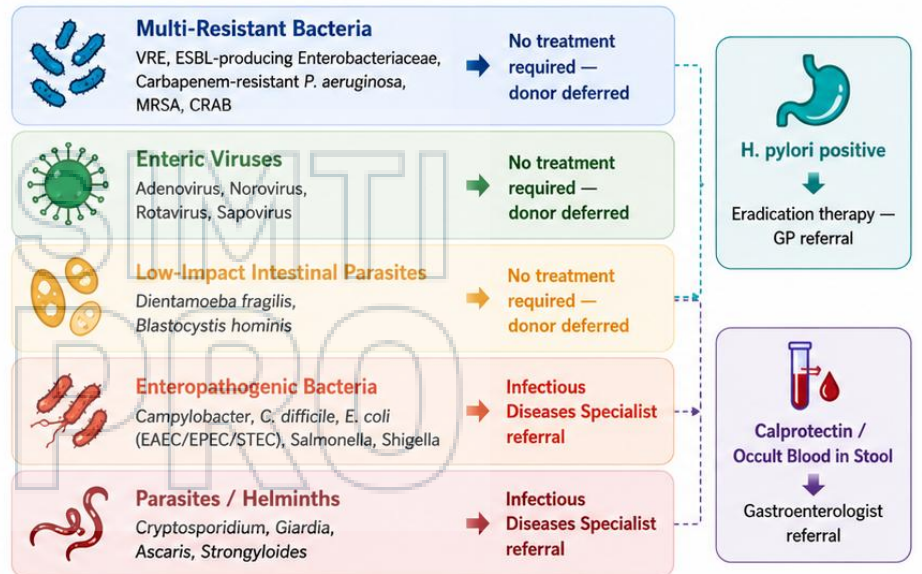 Multi-Resistant Bacteria
VRE, ESBL-producing Enterobacteriaceae,
Carbapenem-resistant P. aeruginosa,
MRSA, CRAB
No treatment
required —
donor deferred
Enteric Viruses
Adenovirus, Norovirus,
Rotavirus, Sapovirus
No treatment
required —
donor deferred
Low-Impact Intestinal Parasites
Dientamoeba fragilis,
Blastocystis hominis
No treatment
required —
donor deferred
Enteropathogenic Bacteria
Campylobacter, C. difficile, E. coli
(EAEC/EPEC/STEC), Salmonella, Shigella
Infectious
Diseases Specialist
referral
Parasites / Helminths
Cryptosporidium, Giardia,
Ascaris, Strongyloides
Infectious
Diseases Specialist
referral
H. pylori positive
Eradication therapy —
GP referral
Calprotectin /
Occult Blood in Stool
Gastroenterologist
referral
SIMTI
PRO